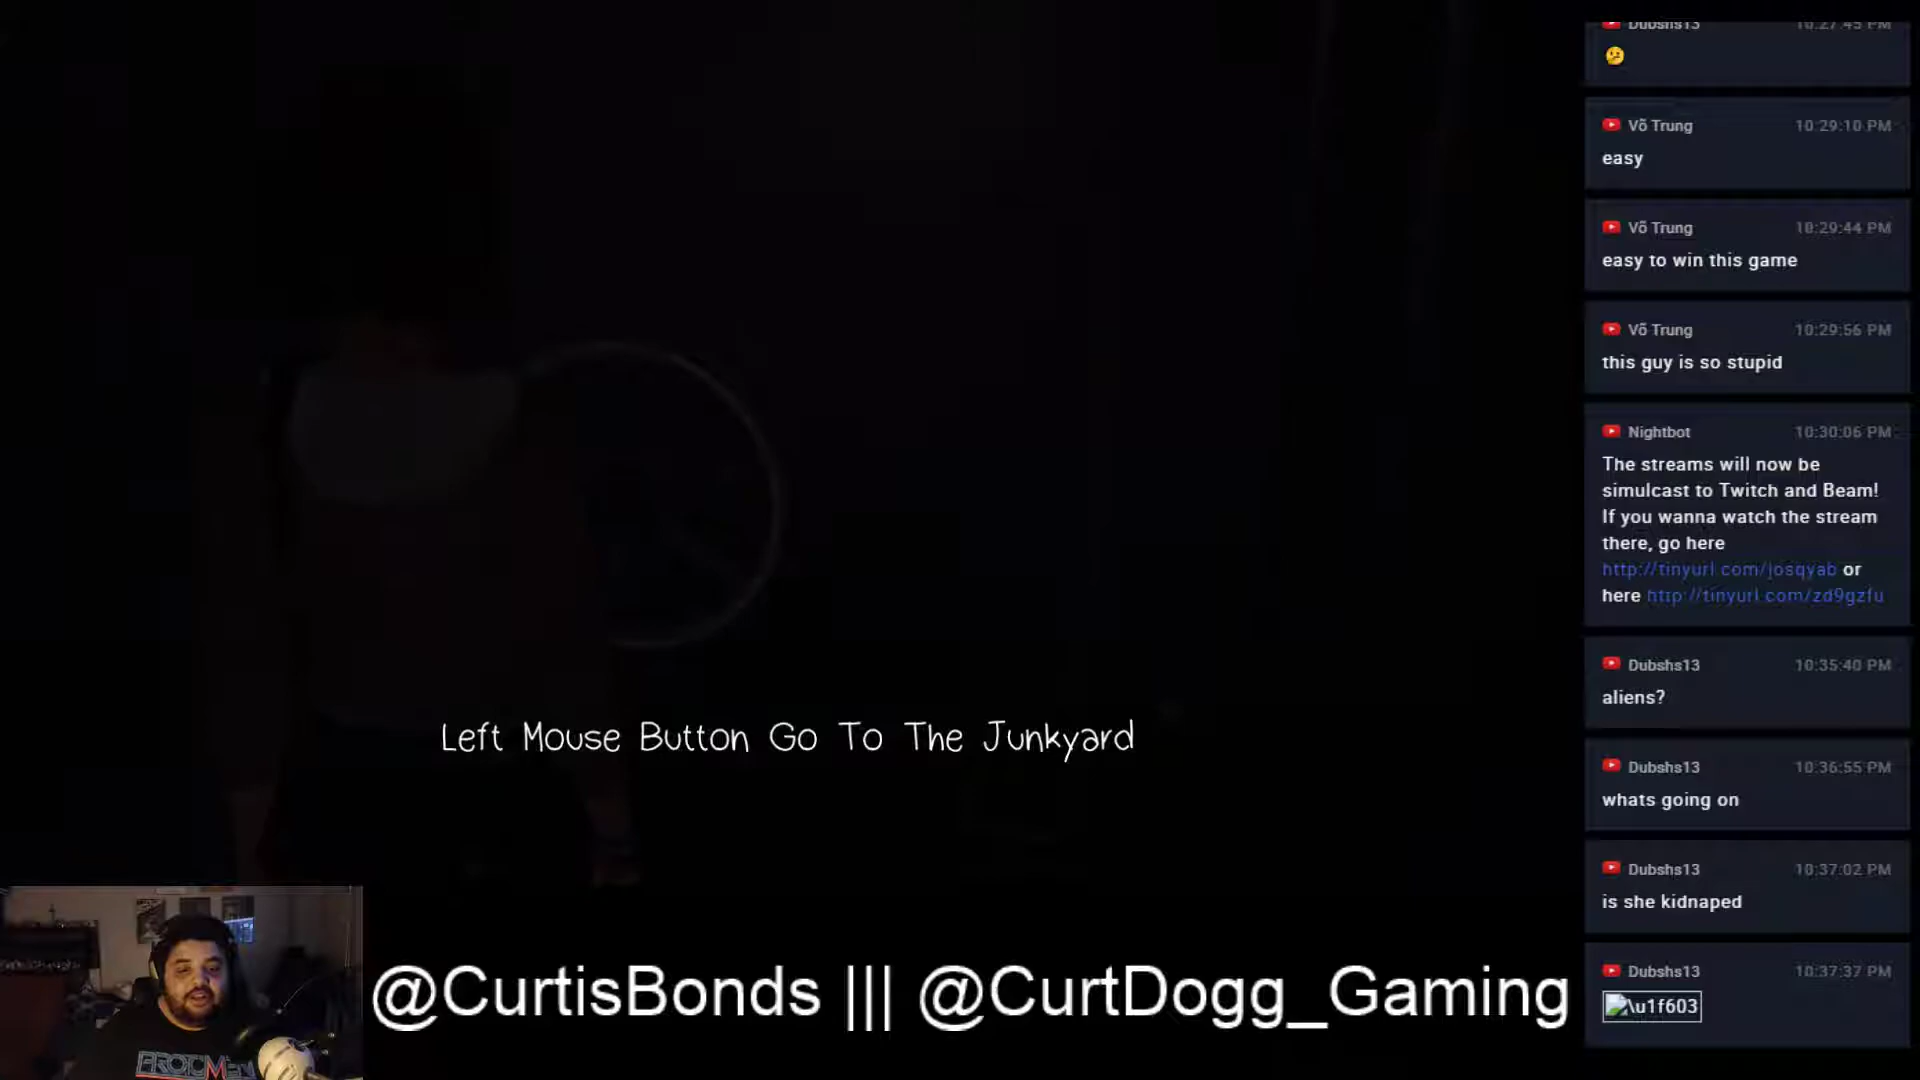 Left Mouse Button Go To The Junkyard
@CurtisBonds ||| @CurtDogg_Gaming
Dubshs13 10:27:45 PM
🤔
Võ Trung 10:29:10 PM
easy
Võ Trung 10:29:44 PM
easy to win this game
Võ Trung 10:29:56 PM
this guy is so stupid
Nightbot 10:30:06 PM
The streams will now be
simulcast to Twitch and Beam!
If you wanna watch the stream
there, go here
http://tinyurl.com/josqyab or
here http://tinyurl.com/zd9gzfu
Dubshs13 10:35:40 PM
aliens?
Dubshs13 10:36:55 PM
whats going on
Dubshs13 10:37:02 PM
is she kidnaped
Dubshs13 10:37:37 PM
\u1f603